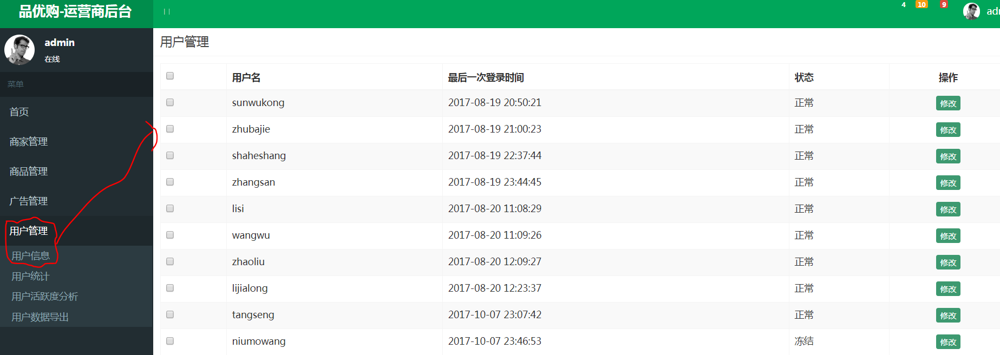 品优购-运营商后台
4 10 9 adm
admin
在线
菜单
首页
商家管理
商品管理
广告管理
用户管理
用户信息
用户统计
用户活跃度分析
用户数据导出
用户管理
用户名 最后一次登录时间 状态 操作
sunwukong 2017-08-19 20:50:21 正常 修改
zhubajie 2017-08-19 21:00:23 正常 修改
shaheshang 2017-08-19 22:37:44 正常 修改
zhangsan 2017-08-19 23:44:45 正常 修改
lisi 2017-08-20 11:08:29 正常 修改
wangwu 2017-08-20 11:09:26 正常 修改
zhaoliu 2017-08-20 12:09:27 正常 修改
lijialong 2017-08-20 12:23:37 正常 修改
tangseng 2017-10-07 23:07:42 正常 修改
niumowang 2017-10-07 23:46:53 冻结 修改